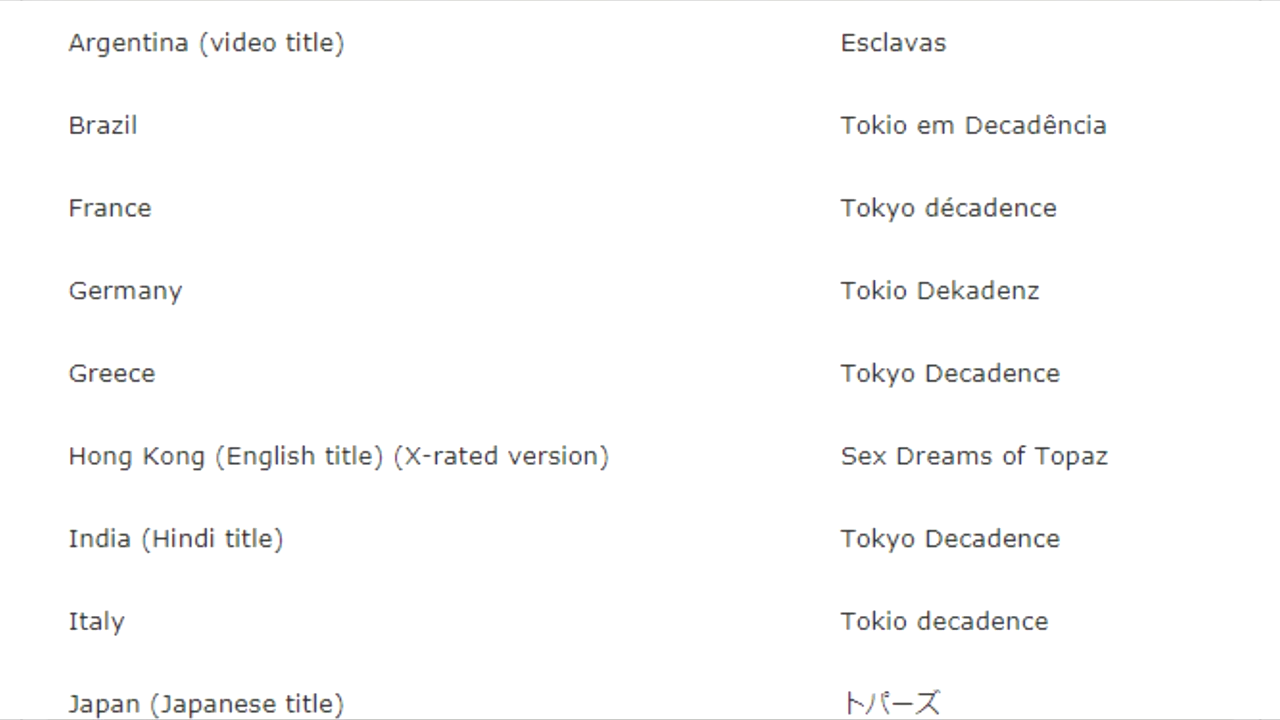 Argentina (video title) Esclavas
Brazil Tokio em Decadência
France Tokyo décadence
Germany Tokio Dekadenz
Greece Tokyo Decadence
Hong Kong (English title) (X-rated version) Sex Dreams of Topaz
India (Hindi title) Tokyo Decadence
Italy Tokio decadence
Japan (Japanese title) トパーズ